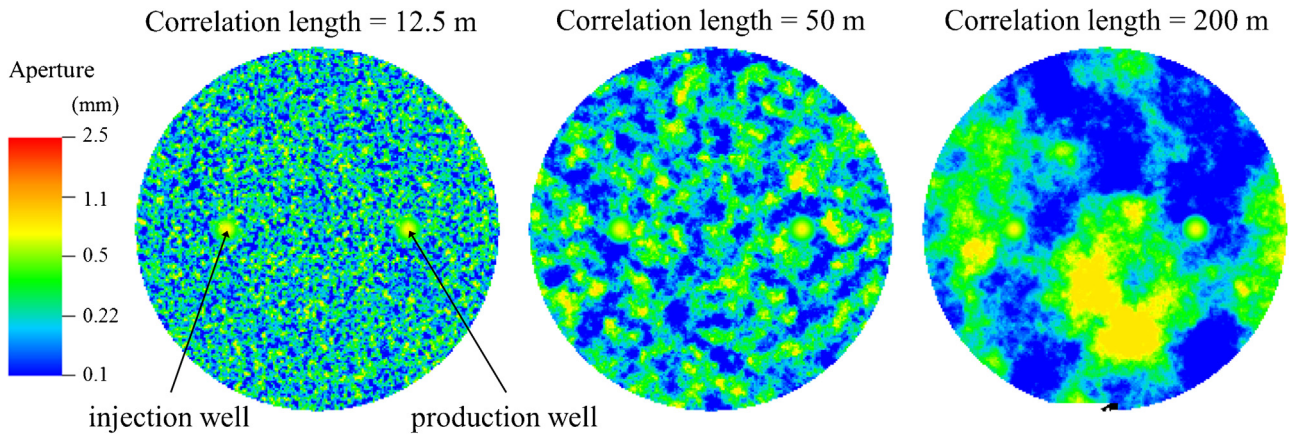 Correlation length = 12.5 m
Correlation length = 50 m
Correlation length = 200 m
Aperture
(mm)
2.5
1.1
0.5
0.22
0.1
injection well
production well